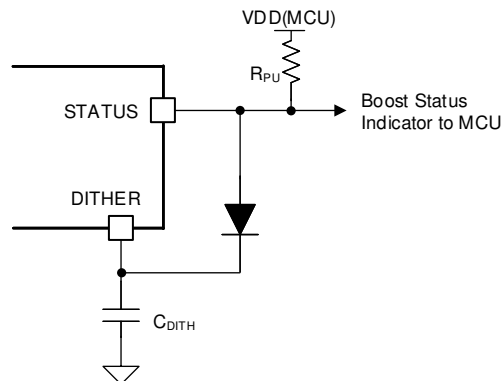 VDD(MCU)
RPU
STATUS
Boost Status
Indicator to MCU
DITHER
CDITH